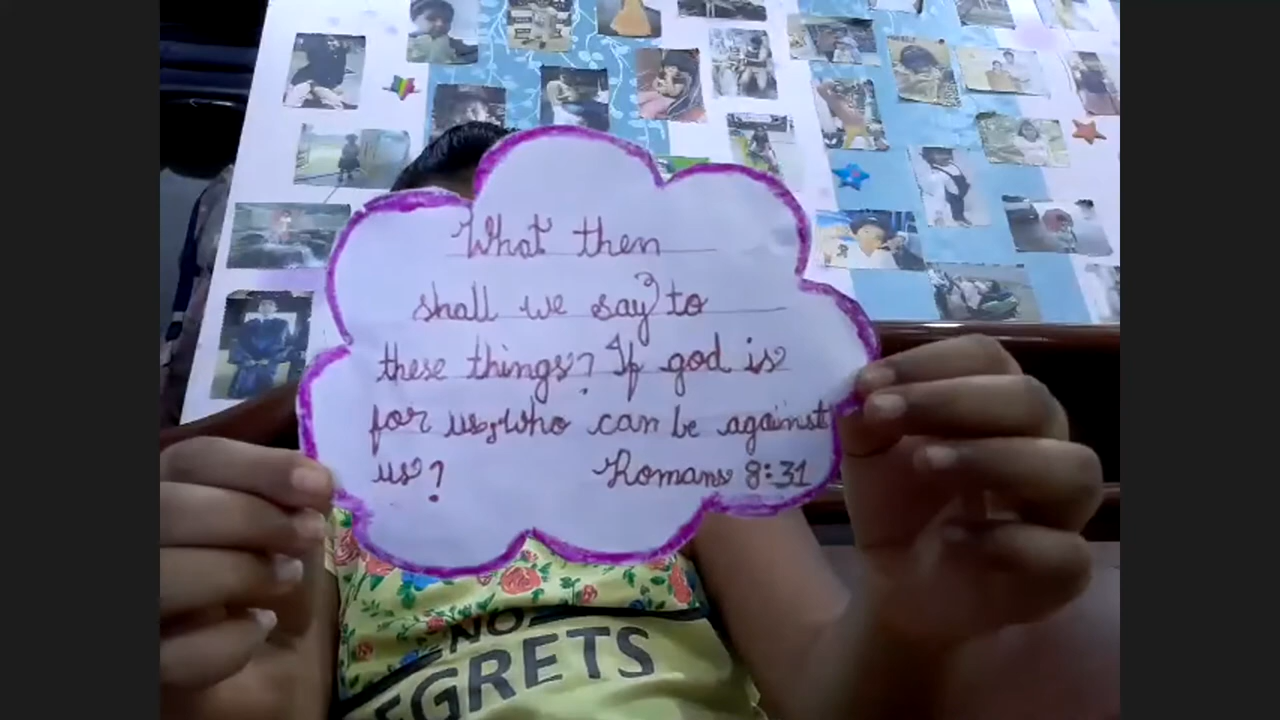 What then
shall we say to
these things? If god is
for us, who can be against
us?
Romans 8:31
NO
EGRETS